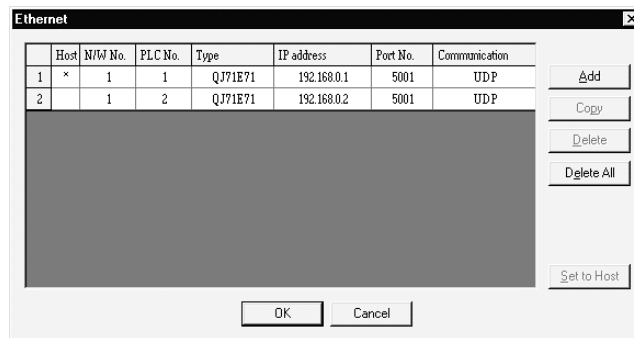 Ethernet
Host N/W No. PLC No. Type IP address Port No. Communication
1 * 1 1 QJ71E71 192.168.0.1 5001 UDP
2 1 2 QJ71E71 192.168.0.2 5001 UDP
Add
Copy
Delete
Delete All
Set to Host
OK Cancel